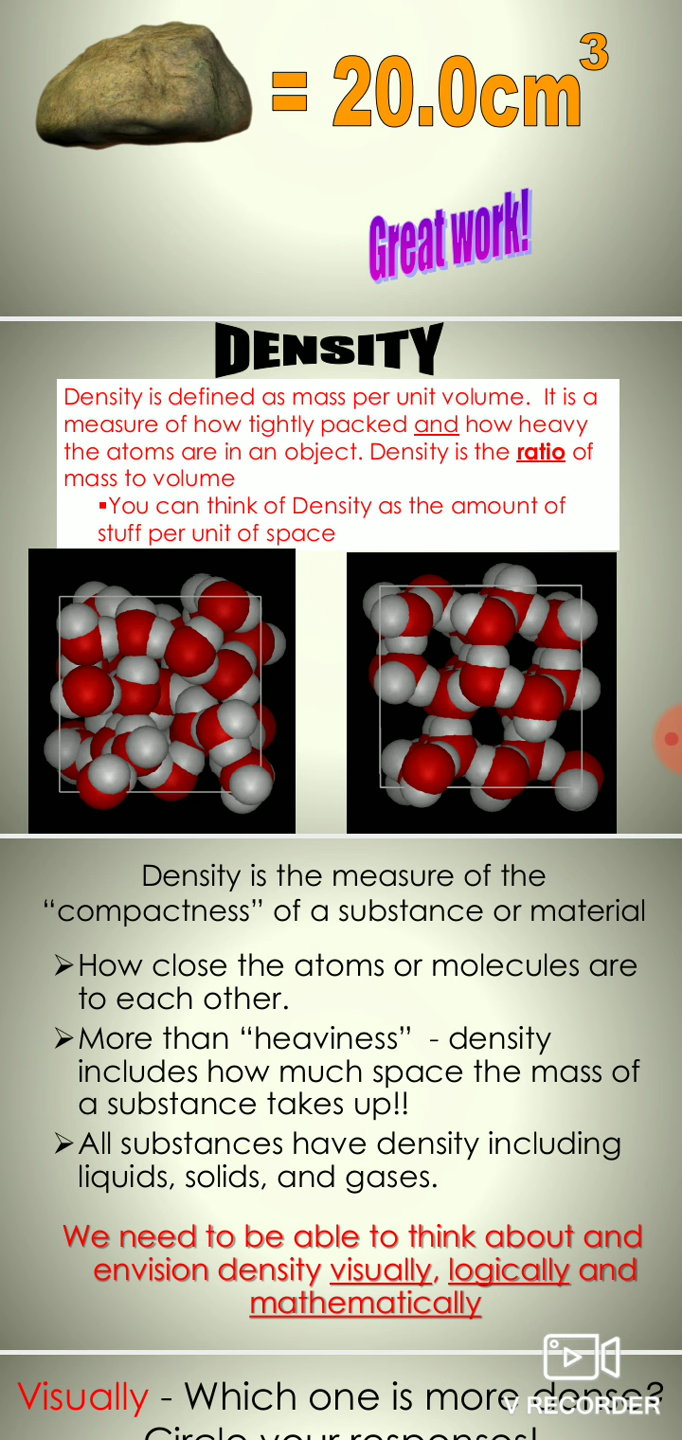 = 20.0cm³
Great work!
DENSITY
Density is defined as mass per unit volume. It is a
measure of how tightly packed and how heavy
the atoms are in an object. Density is the ratio of
mass to volume
▪You can think of Density as the amount of
stuff per unit of space
Density is the measure of the
“compactness” of a substance or material
➢How close the atoms or molecules are
to each other.
➢More than “heaviness” - density
includes how much space the mass of
a substance takes up!!
➢All substances have density including
liquids, solids, and gases.
We need to be able to think about and
envision density visually, logically and
mathematically
Visually - Which one is more dense?
V RECORDER
Circle your responses!